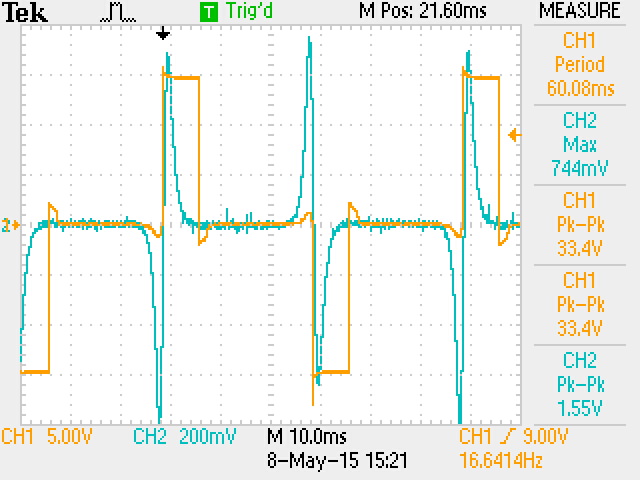 Tek T Trig'd M Pos: 21.60ms MEASURE
CH1
Period
60.08ms
CH2
Max
744mV
CH1
Pk-Pk
33.4V
CH1
Pk-Pk
33.4V
CH2
Pk-Pk
1.55V
2
CH1 5.00V CH2 200mV M 10.0ms CH1 9.00V
8-May-15 15:21 16.6414Hz